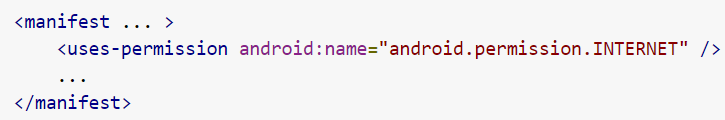 <manifest ... >
    <uses-permission android:name="android.permission.INTERNET" />
    ...
</manifest>